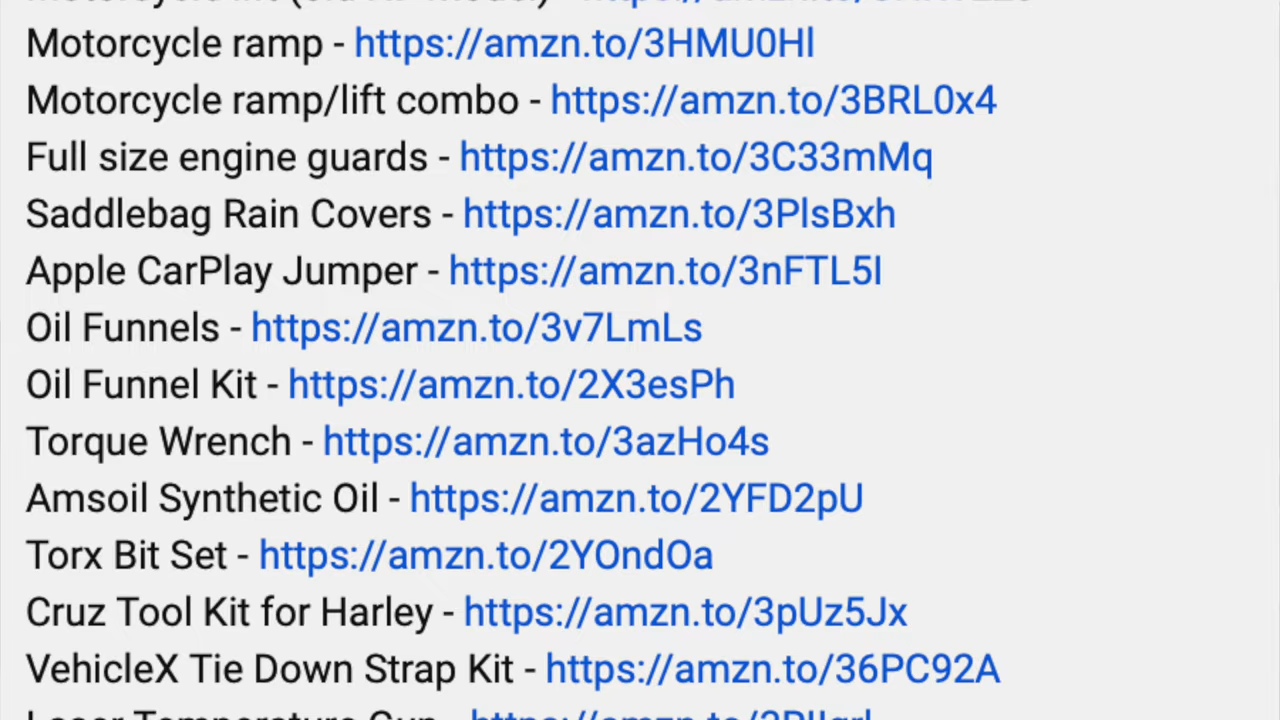 Motorcycle ramp - https://amzn.to/3HMU0Hl
Motorcycle ramp/lift combo - https://amzn.to/3BRL0x4
Full size engine guards - https://amzn.to/3C33mMq
Saddlebag Rain Covers - https://amzn.to/3PlsBxh
Apple CarPlay Jumper - https://amzn.to/3nFTL5I
Oil Funnels - https://amzn.to/3v7LmLs
Oil Funnel Kit - https://amzn.to/2X3esPh
Torque Wrench - https://amzn.to/3azHo4s
Amsoil Synthetic Oil - https://amzn.to/2YFD2pU
Torx Bit Set - https://amzn.to/2YOndOa
Cruz Tool Kit for Harley - https://amzn.to/3pUz5Jx
VehicleX Tie Down Strap Kit - https://amzn.to/36PC92A
Laser Temperature Gun -